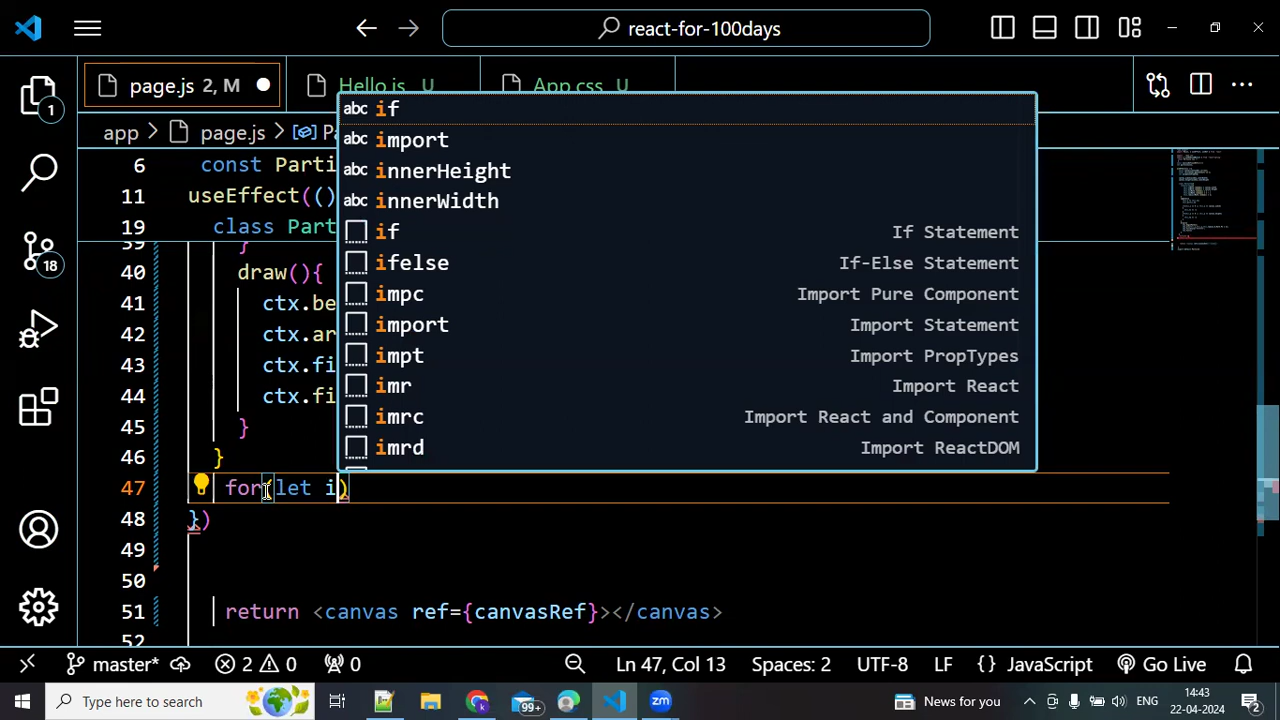 react-for-100days
page.js 2, M
Hello.js U
App.css U
app > page.js >
6 const Parti
11 useEffect(()
19 class Part
39 }
40 draw(){
41 ctx.be
42 ctx.ar
43 ctx.fi
44 ctx.fi
45 }
46 }
47 for(let i)
48 })
49
50
51 return <canvas ref={canvasRef}></canvas>
52
abc if
abc import
abc innerHeight
abc innerWidth
if If Statement
ifelse If-Else Statement
impc Import Pure Component
import Import Statement
impt Import PropTypes
imr Import React
imrc Import React and Component
imrd Import ReactDOM
1
18
master* 2 0 0 Ln 47, Col 13 Spaces: 2 UTF-8 LF {} JavaScript Go Live
Type here to search
99+
News for you
ENG
14:43
22-04-2024
2